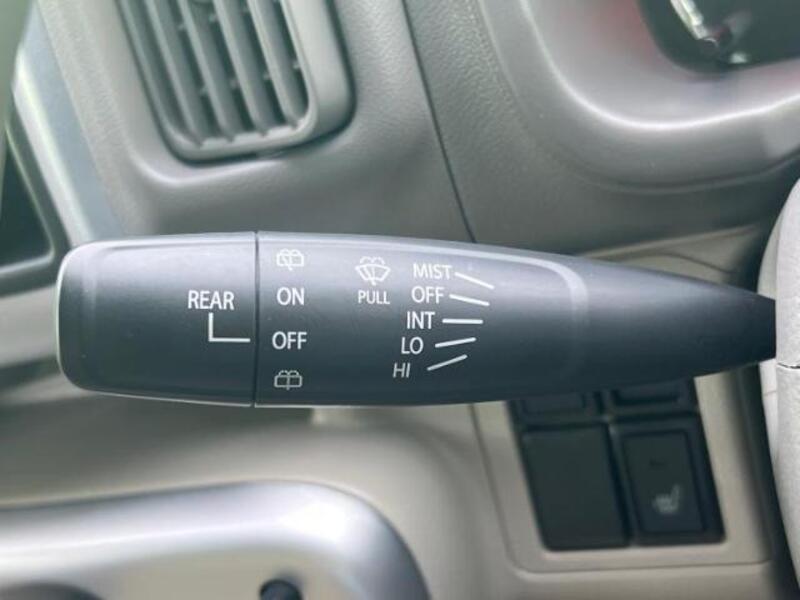 REAR
ON
OFF
PULL
MIST
OFF
INT
LO
HI